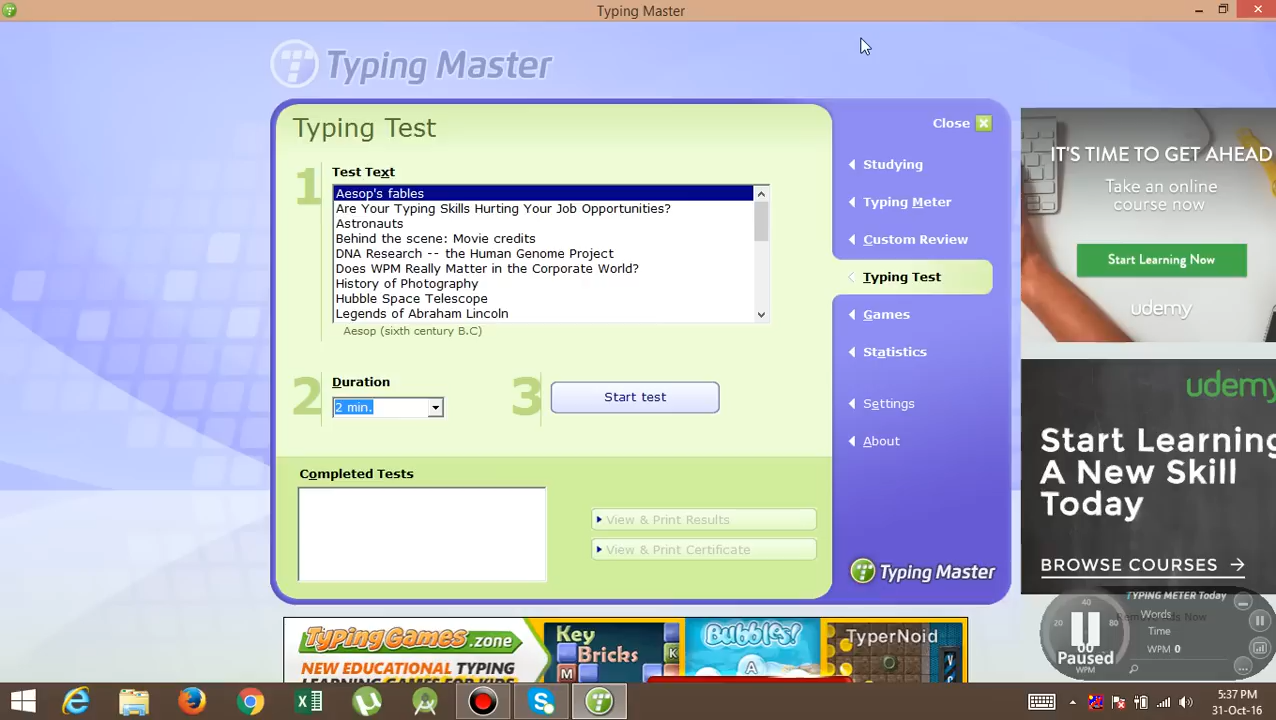 Typing Master
Typing Master
Typing Test
Close
1
Test Text
Aesop's fables
Are Your Typing Skills Hurting Your Job Opportunities?
Astronauts
Behind the scene: Movie credits
DNA Research -- the Human Genome Project
Does WPM Really Matter in the Corporate World?
History of Photography
Hubble Space Telescope
Legends of Abraham Lincoln
Aesop (sixth century B.C)
2
Duration
2 min.
3
Start test
Completed Tests
View & Print Results
View & Print Certificate
Studying
Typing Meter
Custom Review
Typing Test
Games
Statistics
Settings
About
Typing Master
IT'S TIME TO GET AHEAD
Take an online
course now
Start Learning Now
udemy
udemy
Start Learning
A New Skill
Today
BROWSE COURSES →
TYPING METER Today
Words
Time
WPM 0
20
40
80
00
Paused
WPM
TypingGames.zone
NEW EDUCATIONAL TYPING
Key
Bricks
M
K
Bubbles!
A
TyperNoid
5:37 PM
31-Oct-16